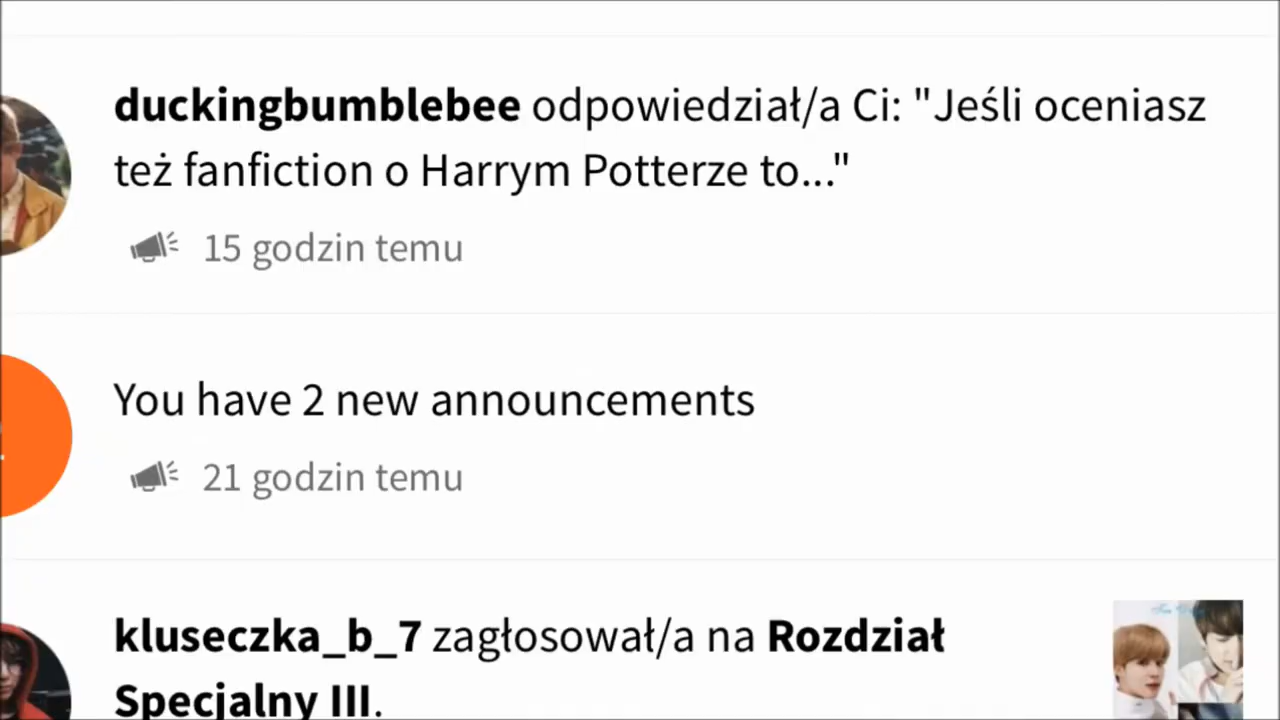 duckingbumblebee odpowiedział/a Ci: "Jeśli oceniasz
też fanfiction o Harrym Potterze to..."
15 godzin temu
You have 2 new announcements
21 godzin temu
kluseczka_b_7 zagłosował/a na Rozdział
Specjalny III.